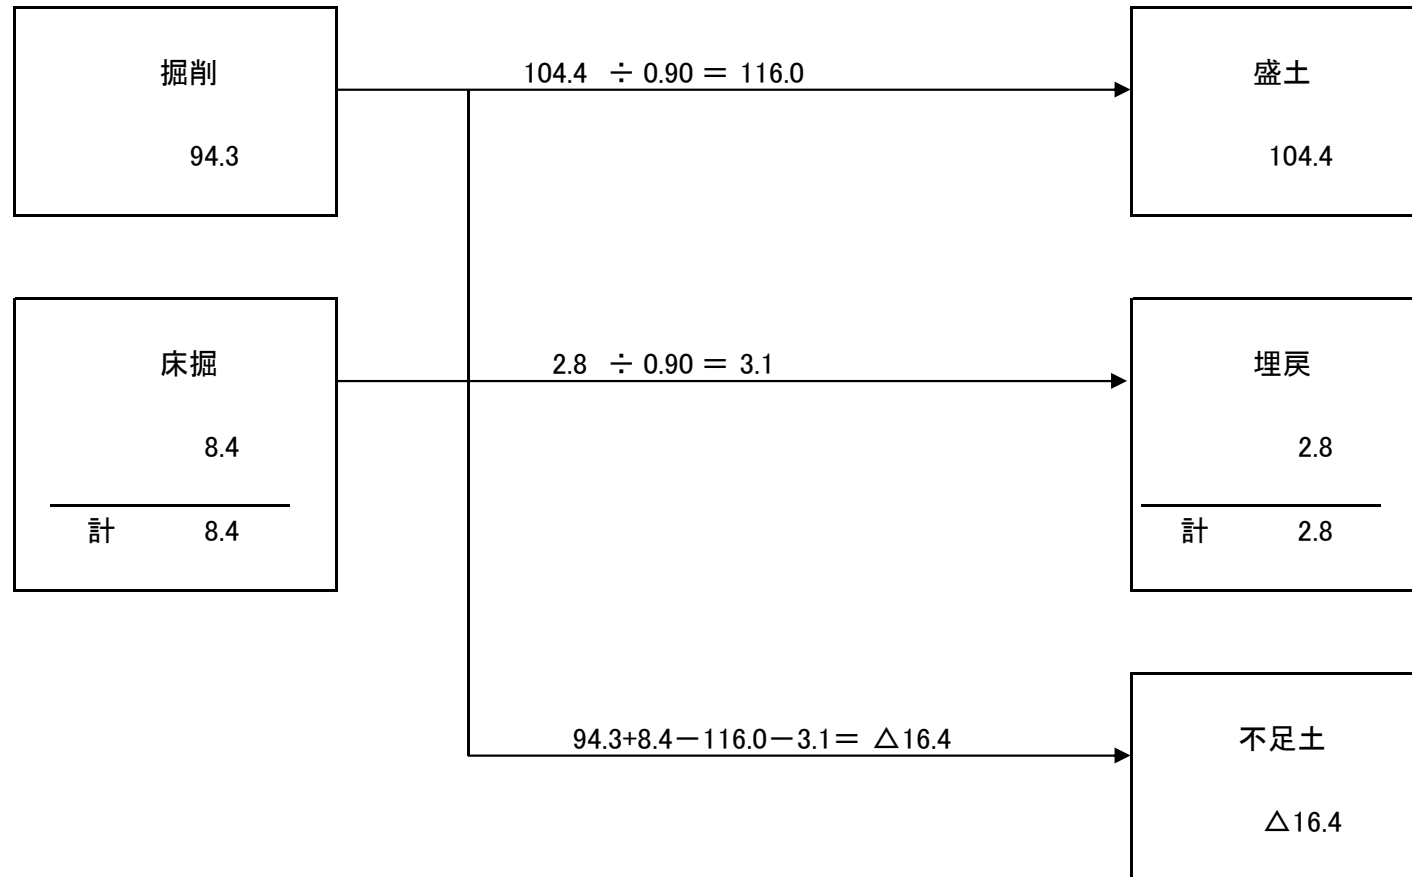 掘削
94.3
104.4 ÷ 0.90 ＝ 116.0
盛土
104.4
床掘
8.4
計 8.4
2.8 ÷ 0.90 ＝ 3.1
埋戻
2.8
計 2.8
94.3+8.4－116.0－3.1＝ △16.4
不足土
△16.4